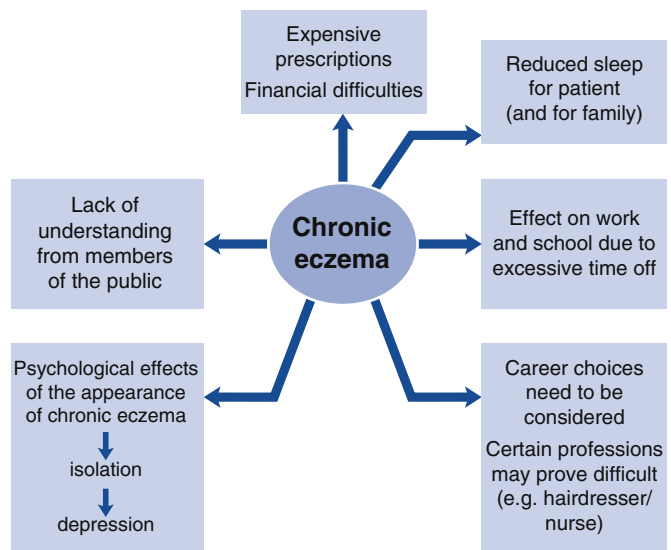 Expensive
prescriptions
Financial difficulties
Reduced sleep
for patient
(and for family)
Lack of
understanding
from members
of the public
Chronic
eczema
Effect on work
and school due to
excessive time off
Psychological effects
of the appearance
of chronic eczema
isolation
depression
Career choices
need to be
considered
Certain professions
may prove difficult
(e.g. hairdresser/
nurse)